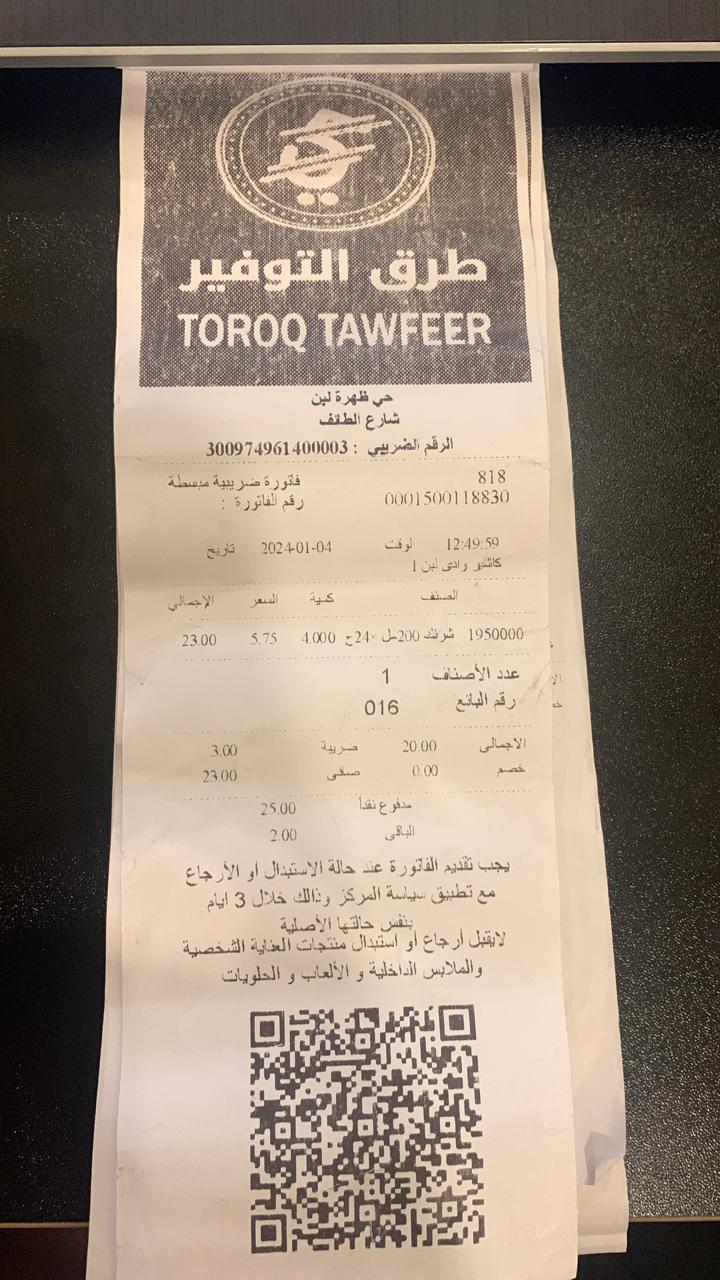 طرق التوفير
TOROQ TAWFEER
حي ظهرة لبن
شارع الطائف
الرقم الضريبي : 300974961400003
فاتورة ضريبية مبسطة 818
رقم الفاتورة : 0001500118830
تاريخ 2024-01-04 الوقت 12:49:59
كاشير وادى لبن 1
الصنف كمية السعر الإجمالي
1950000 200مل *24ح 4.000 5.75 23.00
عدد الأصناف 1
رقم البائع 016
الاجمالى 20.00 ضريبة 3.00
خصم 0.00 صافى 23.00
مدفوع نقدأ 25.00
الباقى 2.00
يجب تقديم الفاتورة عند حالة الاستبدال أو الأرجاع
مع تطبيق سياسة المركز وذالك خلال 3 ايام
بنفس حالتها الأصلية
لايقبل أرجاع أو استبدال منتجات العناية الشخصية
والملابس الداخلية و الألعاب و الحلويات